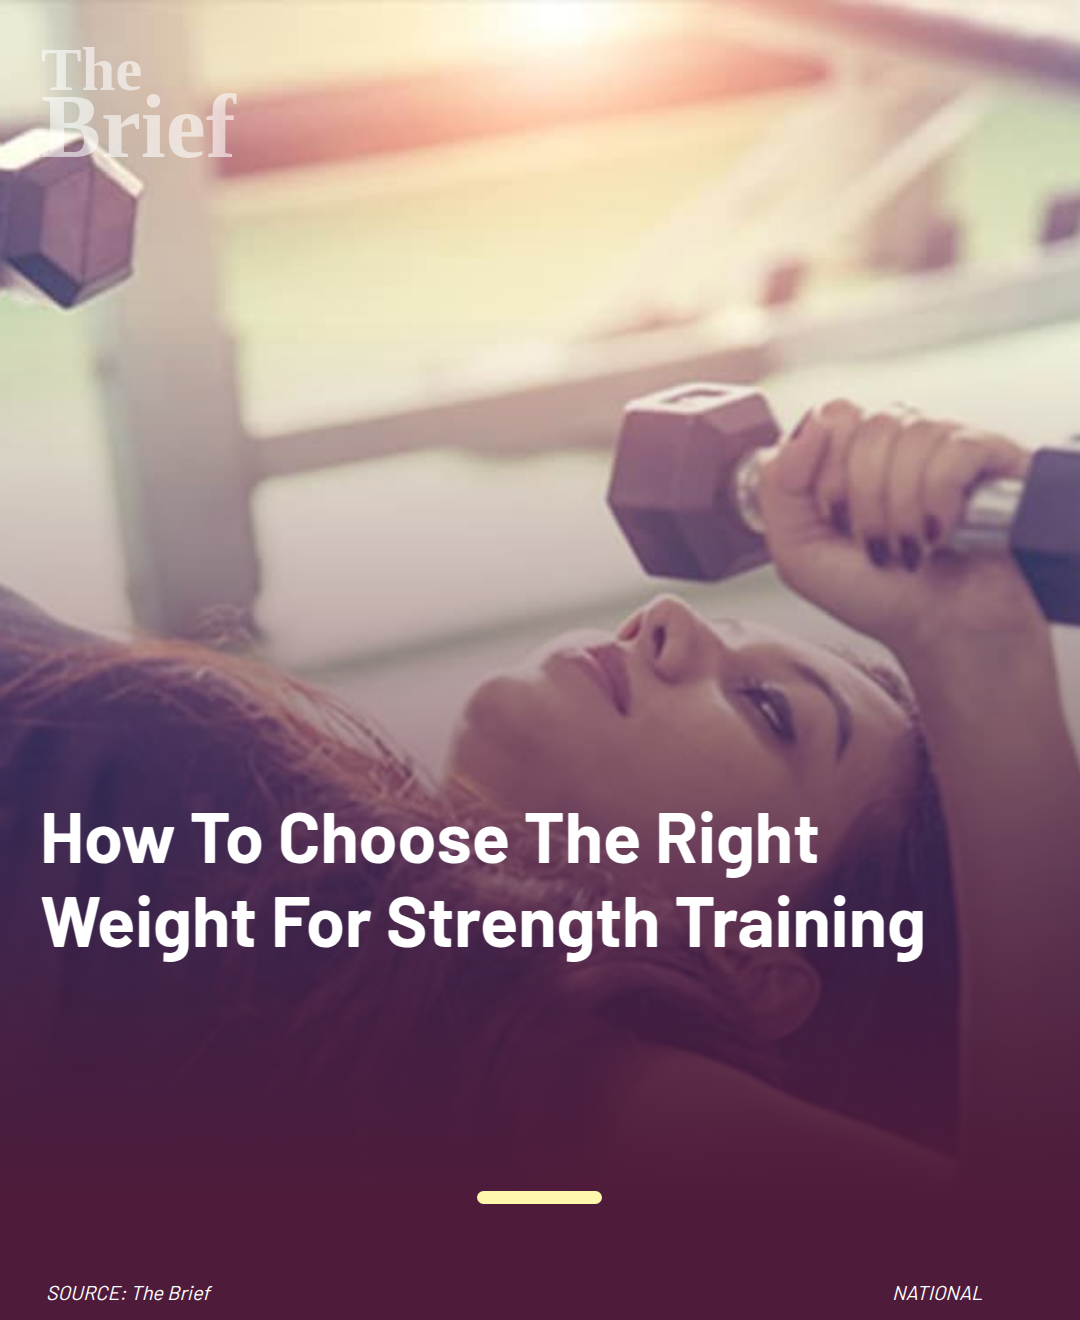 The
Brief
How To Choose The Right
Weight For Strength Training
SOURCE: The Brief
NATIONAL